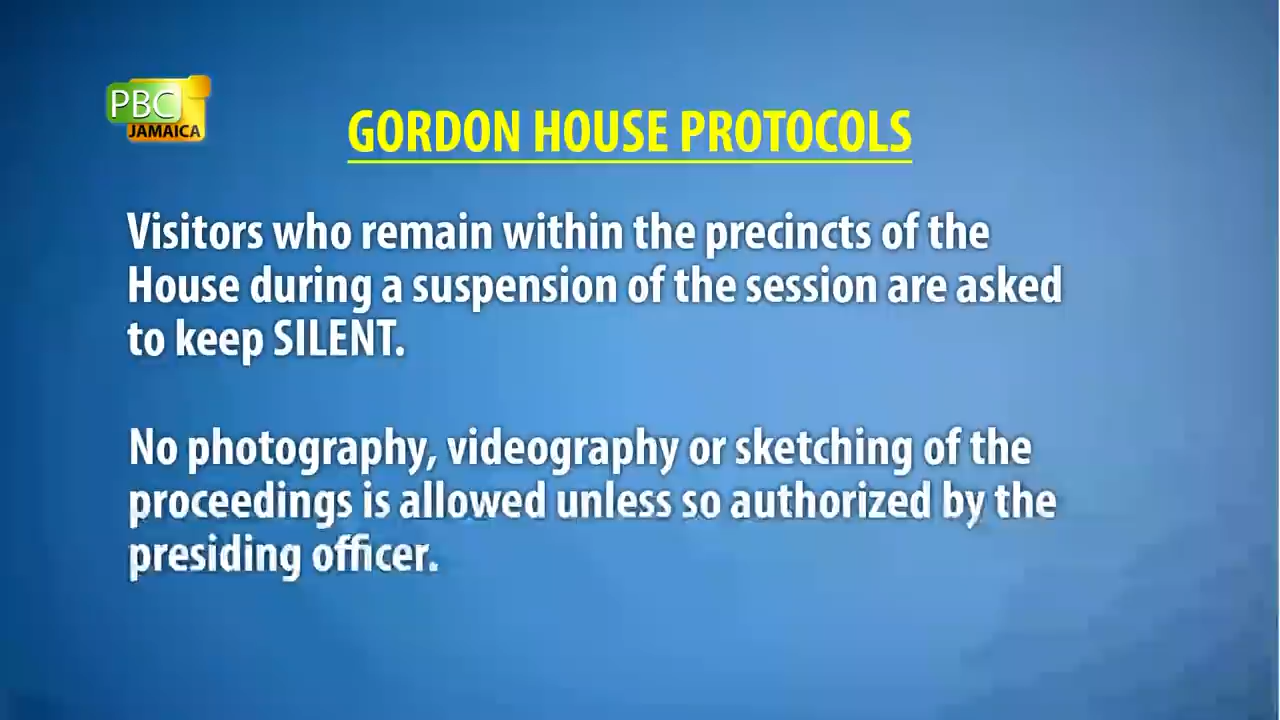 PBC
JAMAICA
GORDON HOUSE PROTOCOLS
Visitors who remain within the precincts of the
House during a suspension of the session are asked
to keep SILENT.
No photography, videography or sketching of the
proceedings is allowed unless so authorized by the
presiding officer.